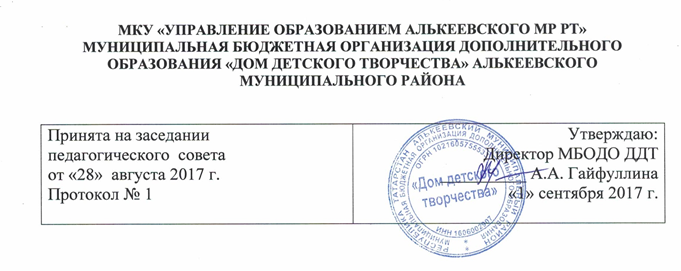 МКУ «УПРАВЛЕНИЕ ОБРАЗОВАНИЕМ АЛЬКЕЕВСКОГО МР РТ»
МУНИЦИПАЛЬНАЯ БЮДЖЕТНАЯ ОРГАНИЗАЦИЯ ДОПОЛНИТЕЛЬНОГО
ОБРАЗОВАНИЯ «ДОМ ДЕТСКОГО ТВОРЧЕСТВА» АЛЬКЕЕВСКОГО
МУНИЦИПАЛЬНОГО РАЙОНА
Принята на заседании
педагогического совета
от «28» августа 2017 г.
Протокол № 1
Утверждаю:
Директор МБОДО ДДТ
А.А. Гайфуллина
«1» сентября 2017 г.
«Дом детского
творчества»